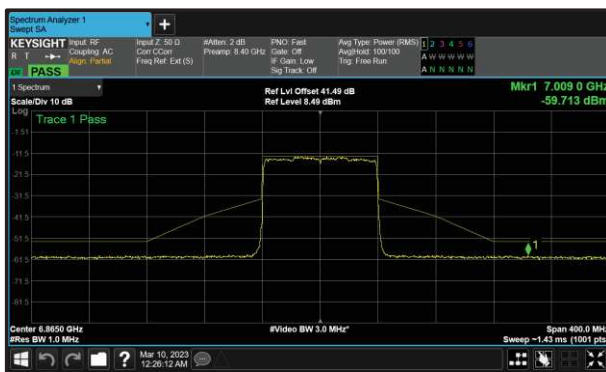 Spectrum Analyzer 1
Swept SA
+
KEYSIGHT
R T
PASS
Input: RF
Coupling: AC
Align: Partial
Input Z: 50 Ω
Corr CCorr
Freq Ref: Ext (S)
#Atten: 2 dB
Preamp: 8.40 GHz
PNO: Fast
Gate: Off
IF Gain: Low
Sig Track: Off
Avg Type: Power (RMS)
Avg|Hold: 100/100
Trig: Free Run
1 2 3 4 5 6
A W W W W W
A N N N N N
1 Spectrum
Scale/Div 10 dB
Ref Lvl Offset 41.49 dB
Ref Level 8.49 dBm
Mkr1 7.009 0 GHz
-59.713 dBm
Log
Trace 1 Pass
-1.51
-11.5
-21.5
-31.5
-41.5
-51.5
-61.5
-71.5
-81.5
1
Center 6.8650 GHz
#Res BW 1.0 MHz
#Video BW 3.0 MHz*
Span 400.0 MHz
Sweep ~1.43 ms (1001 pts)
?
Mar 10, 2023
12:26:12 AM